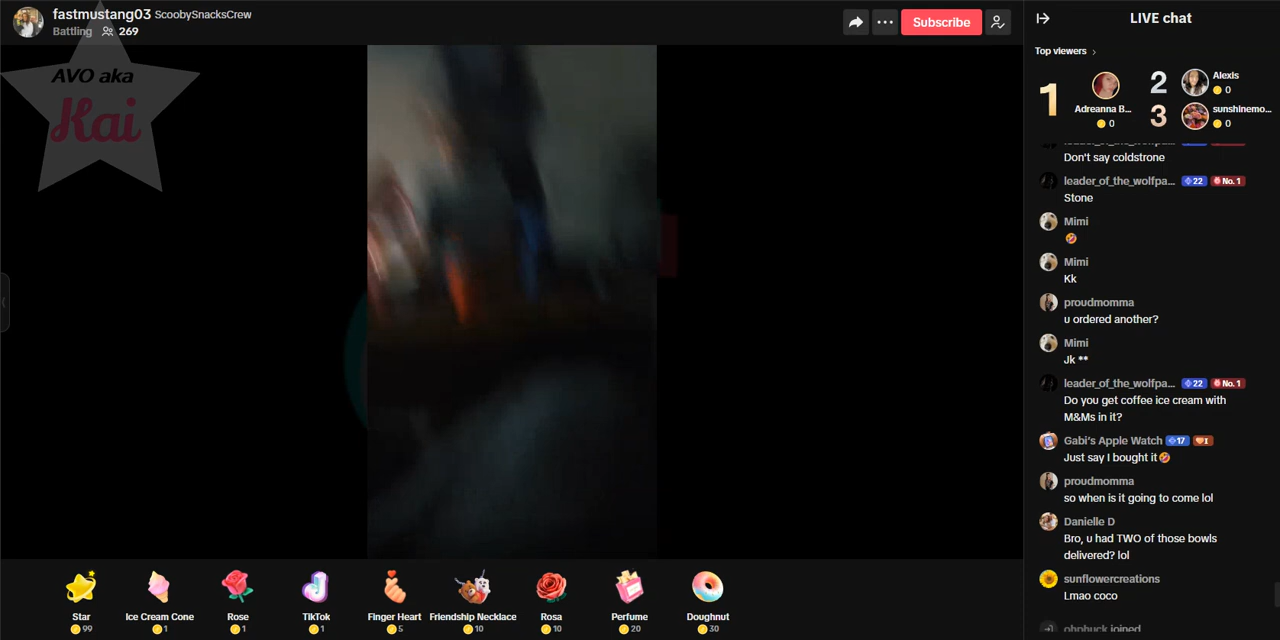 fastmustang03 ScoobySnacksCrew
Battling 269
Subscribe
AVO aka
Kai
LIVE chat
Top viewers
1
Adreanna B...
0
2
Alexis
0
3
sunshinemo...
0
Don't say coldstrone
leader_of_the_wolfpa... 22 No. 1
Stone
Mimi
Mimi
Kk
proudmomma
u ordered another?
Mimi
Jk **
leader_of_the_wolfpa... 22 No. 1
Do you get coffee ice cream with
M&Ms in it?
Gabi's Apple Watch 17 I
Just say I bought it🤣
proudmomma
so when is it going to come lol
Danielle D
Bro, u had TWO of those bowls
delivered? lol
sunflowercreations
Lmao coco
ohphuck joined
Star
99
Ice Cream Cone
1
Rose
1
TikTok
1
Finger Heart
5
Friendship Necklace
10
Rosa
10
Perfume
20
Doughnut
30